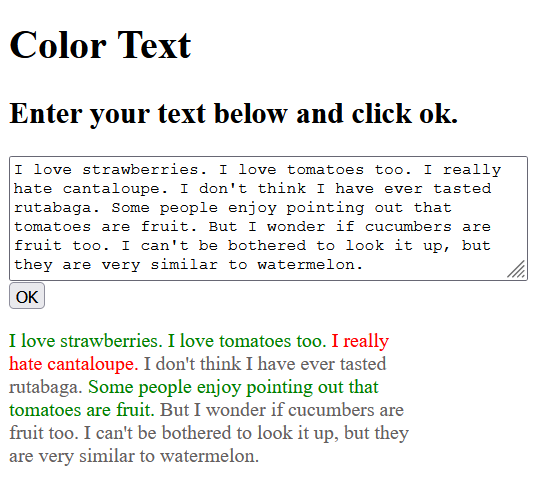 Color Text
Enter your text below and click ok.
I love strawberries. I love tomatoes too. I really
hate cantaloupe. I don't think I have ever tasted
rutabaga. Some people enjoy pointing out that
tomatoes are fruit. But I wonder if cucumbers are
fruit too. I can't be bothered to look it up, but
they are very similar to watermelon.
OK
I love strawberries. I love tomatoes too. I really
hate cantaloupe. I don't think I have ever tasted
rutabaga. Some people enjoy pointing out that
tomatoes are fruit. But I wonder if cucumbers are
fruit too. I can't be bothered to look it up, but they
are very similar to watermelon.